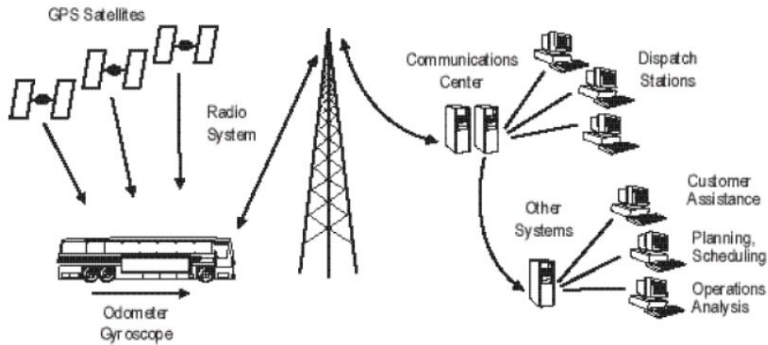 GPS Satellites
Radio
System
Odometer
Gyroscope
Communications
Center
Dispatch
Stations
Other
Systems
Customer
Assistance
Planning,
Scheduling
Operations
Analysis